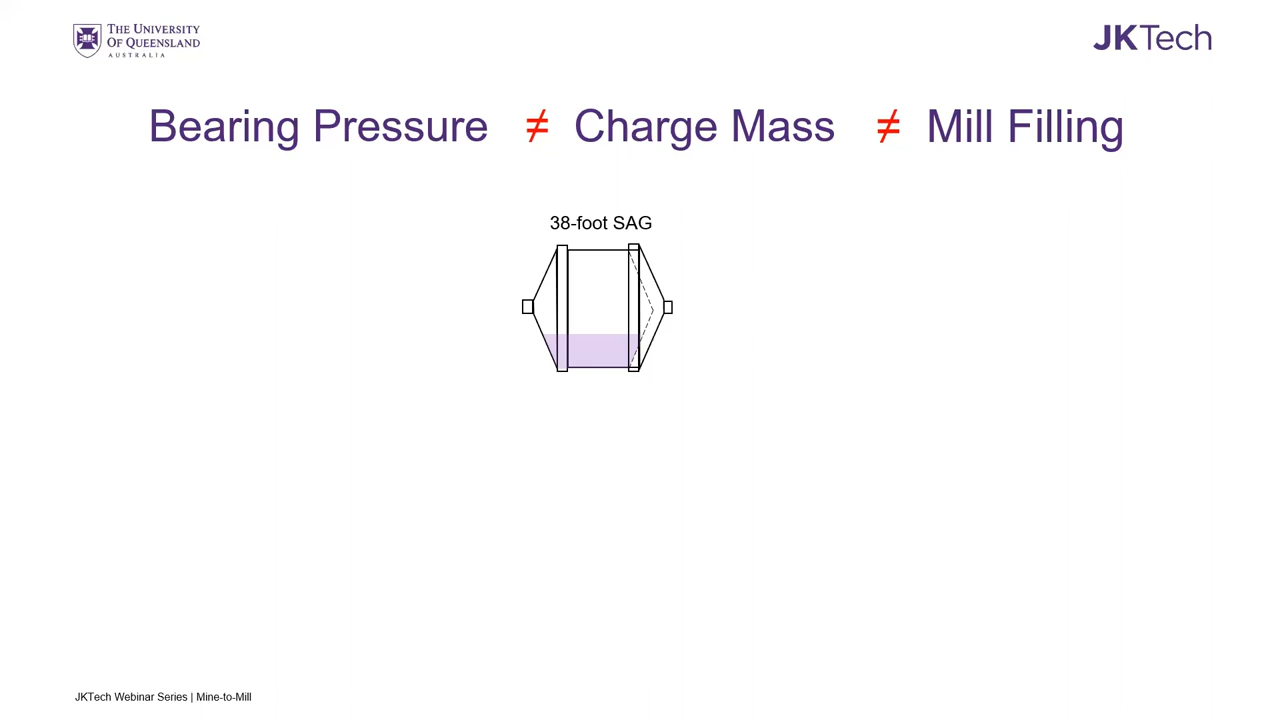 THE UNIVERSITY
OF QUEENSLAND
AUSTRALIA
JKTech
Bearing Pressure ≠ Charge Mass ≠ Mill Filling
38-foot SAG
JKTech Webinar Series | Mine-to-Mill